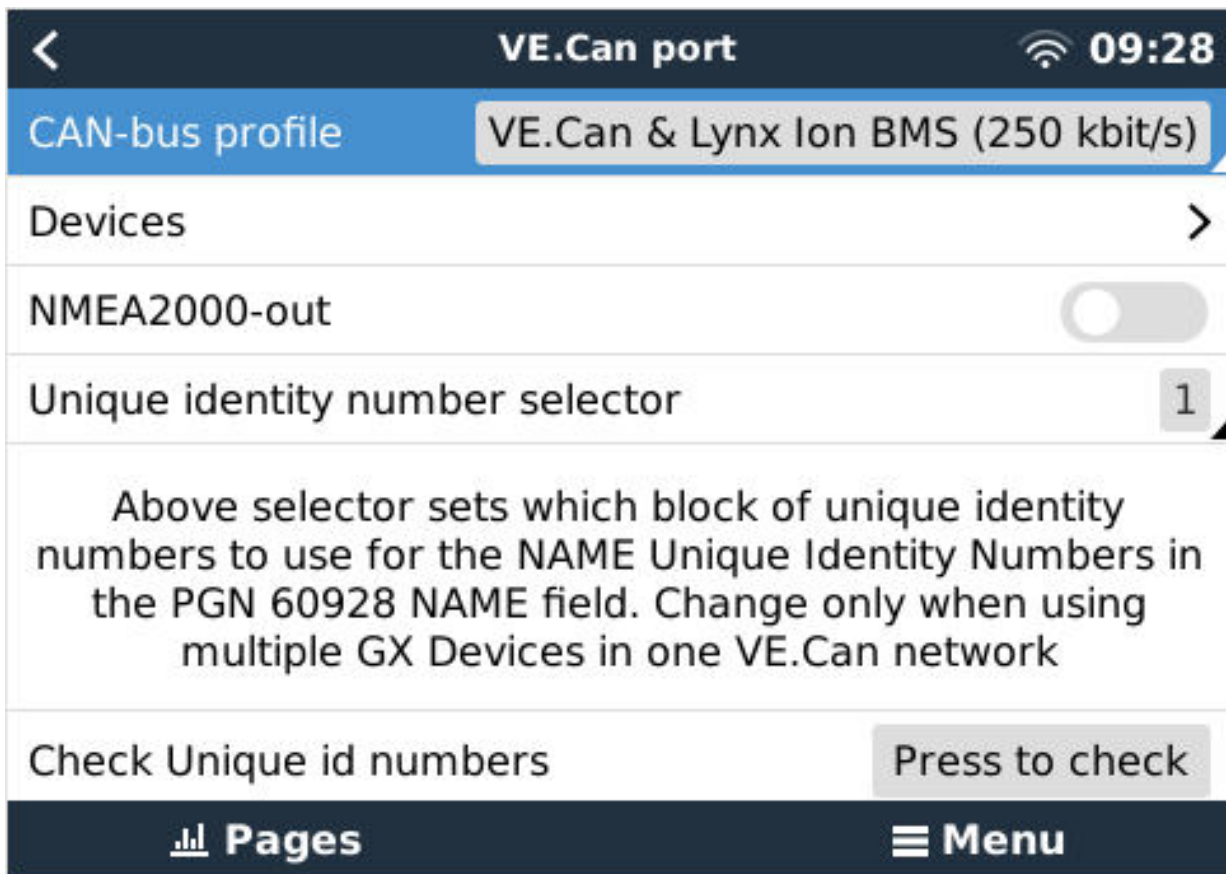 VE.Can port
09:28
CAN-bus profile
VE.Can & Lynx Ion BMS (250 kbit/s)
Devices
NMEA2000-out
Unique identity number selector
1
Above selector sets which block of unique identity
numbers to use for the NAME Unique Identity Numbers in
the PGN 60928 NAME field. Change only when using
multiple GX Devices in one VE.Can network
Check Unique id numbers
Press to check
Pages
Menu